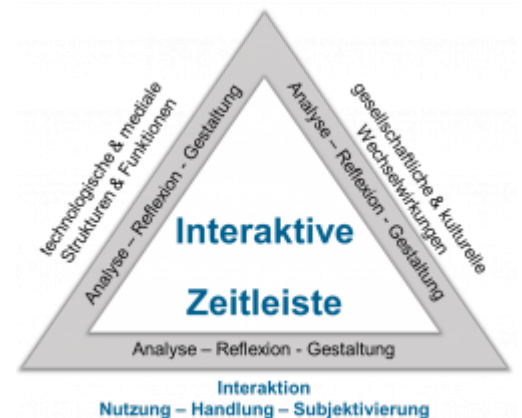 technologische & mediale
Strukturen & Funktionen
Analyse – Reflexion - Gestaltung
gesellschaftliche & kulturelle
Wechselwirkungen
Analyse – Reflexion - Gestaltung
Interaktive
Zeitleiste
Analyse – Reflexion - Gestaltung
Interaktion
Nutzung – Handlung – Subjektivierung